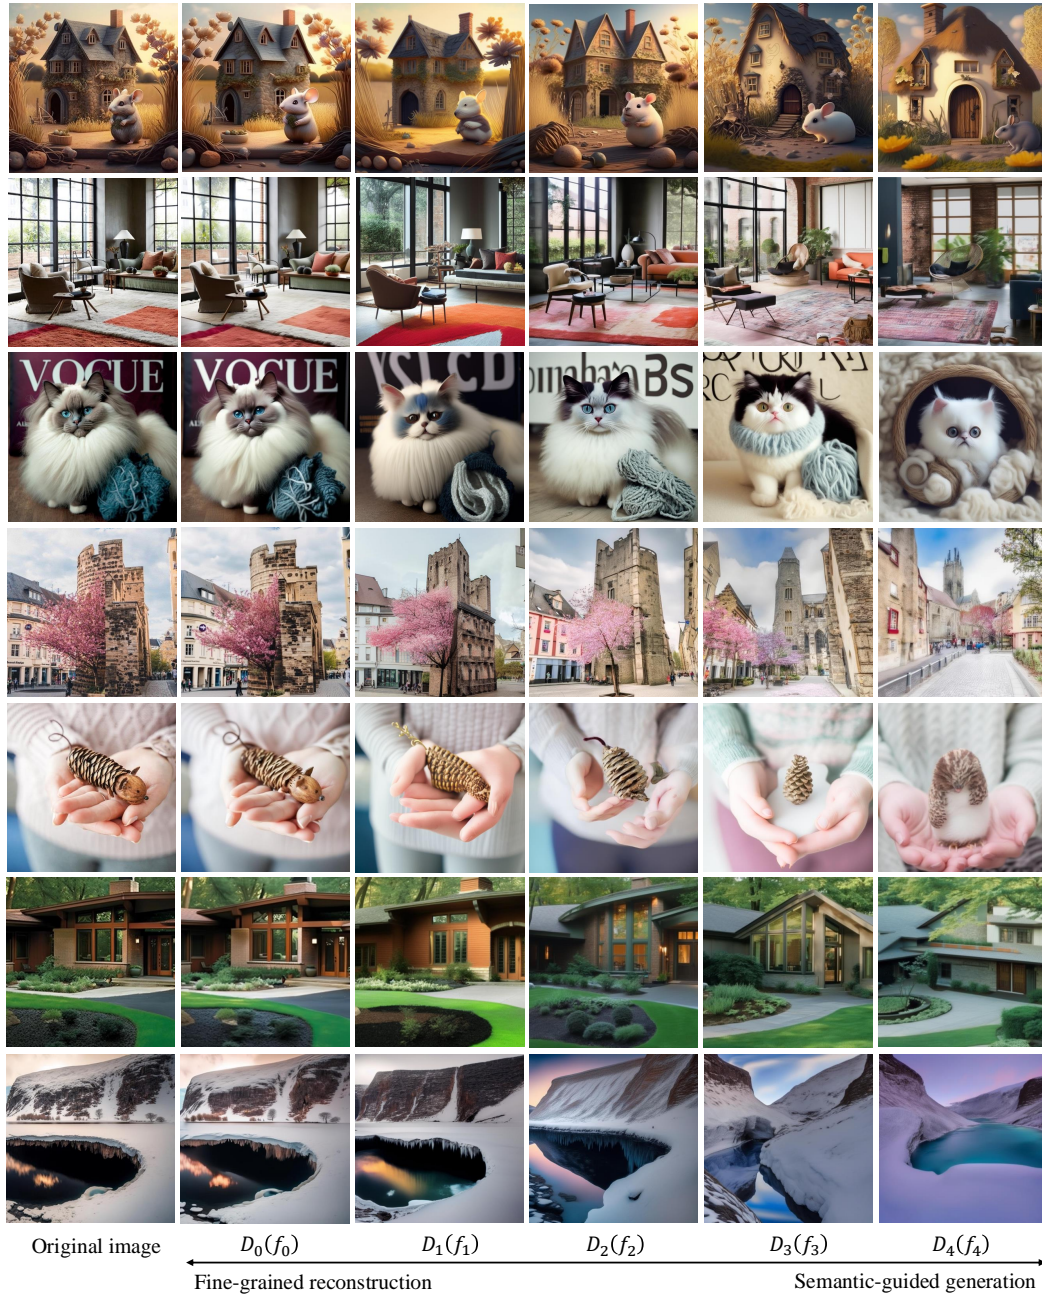 VOGUE
VOGUE
BS
Original image
D₀(f₀)
D₁(f₁)
D₂(f₂)
D₃(f₃)
D₄(f₄)
Fine-grained reconstruction
Semantic-guided generation